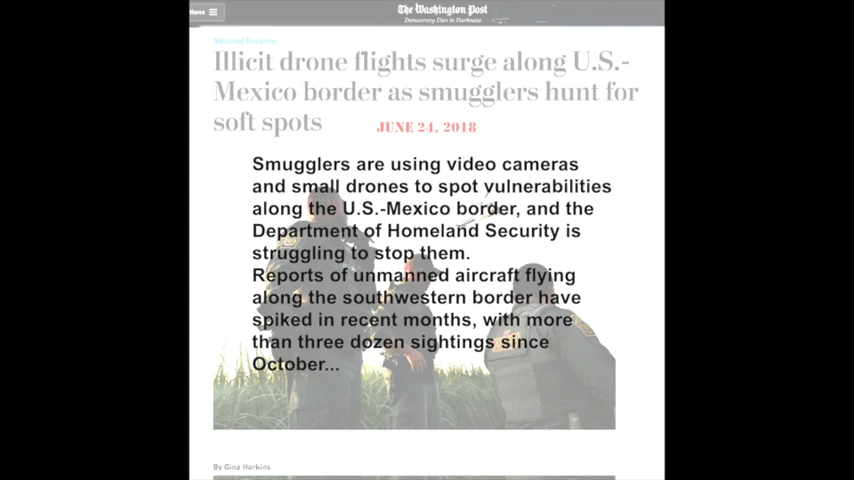 tions
The Washington Post
Democracy Dies in Darkness
National Security
Illicit drone flights surge along U.S.-
Mexico border as smugglers hunt for
soft spots
JUNE 24, 2018
Smugglers are using video cameras
and small drones to spot vulnerabilities
along the U.S.-Mexico border, and the
Department of Homeland Security is
struggling to stop them.
Reports of unmanned aircraft flying
along the southwestern border have
spiked in recent months, with more
than three dozen sightings since
October...
By Gina Harkins